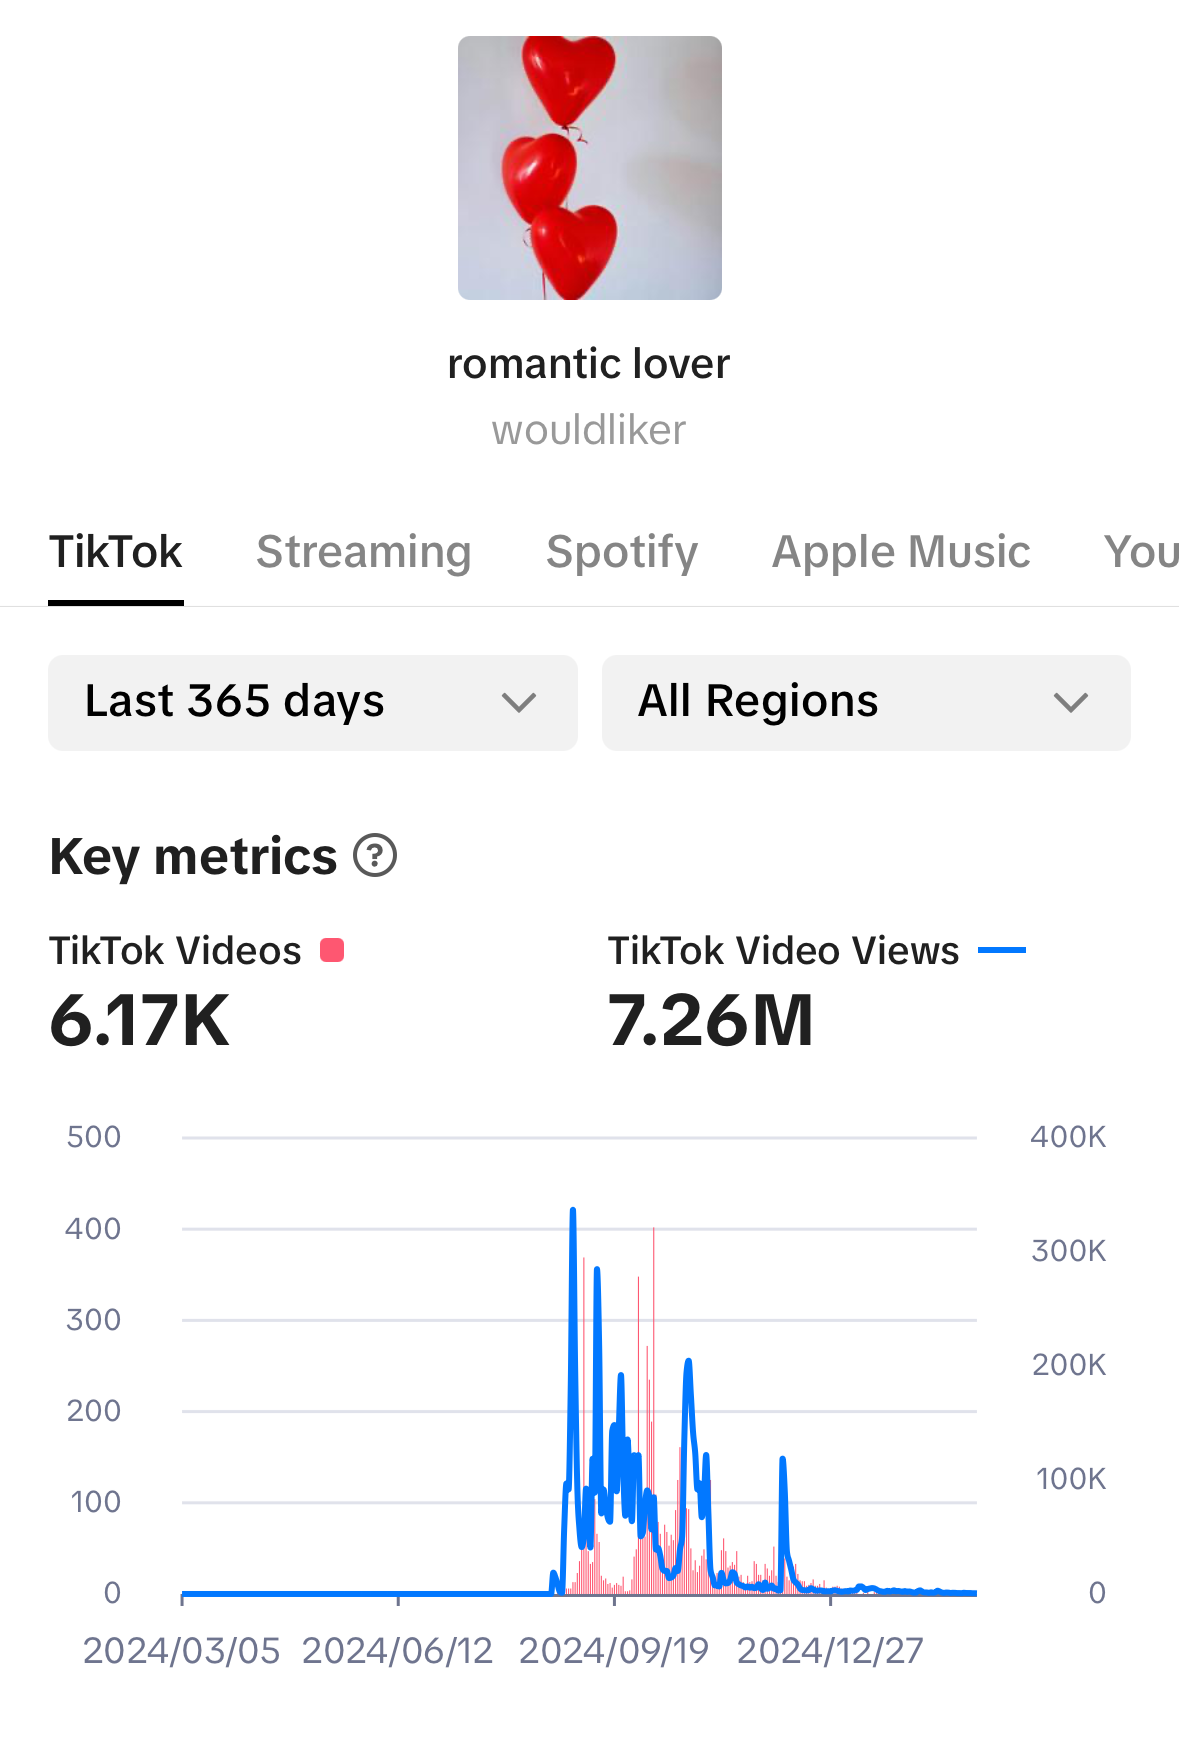 romantic lover
wouldliker
TikTok Streaming Spotify Apple Music You
Last 365 days All Regions
Key metrics ?
TikTok Videos TikTok Video Views
6.17K 7.26M
500 400K
400
300K
300
200K
200
100K
100
0 0
2024/03/05 2024/06/12 2024/09/19 2024/12/27